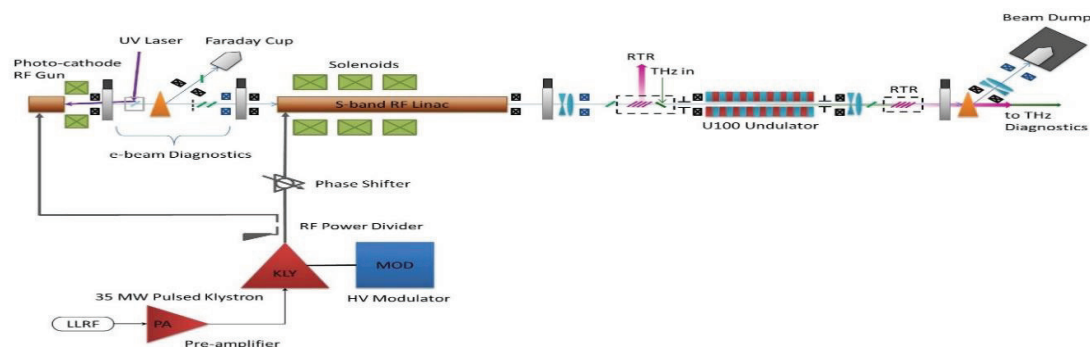 Beam Dump
UV Laser
Faraday Cup
Photo-cathode
RF Gun
Solenoids
RTR
THz in
RTR
S-band RF Linac
U100 Undulator
to THz
Diagnostics
e-beam Diagnostics
Phase Shifter
RF Power Divider
KLY
MOD
35 MW Pulsed Klystron
HV Modulator
LLRF
PA
Pre-amplifier